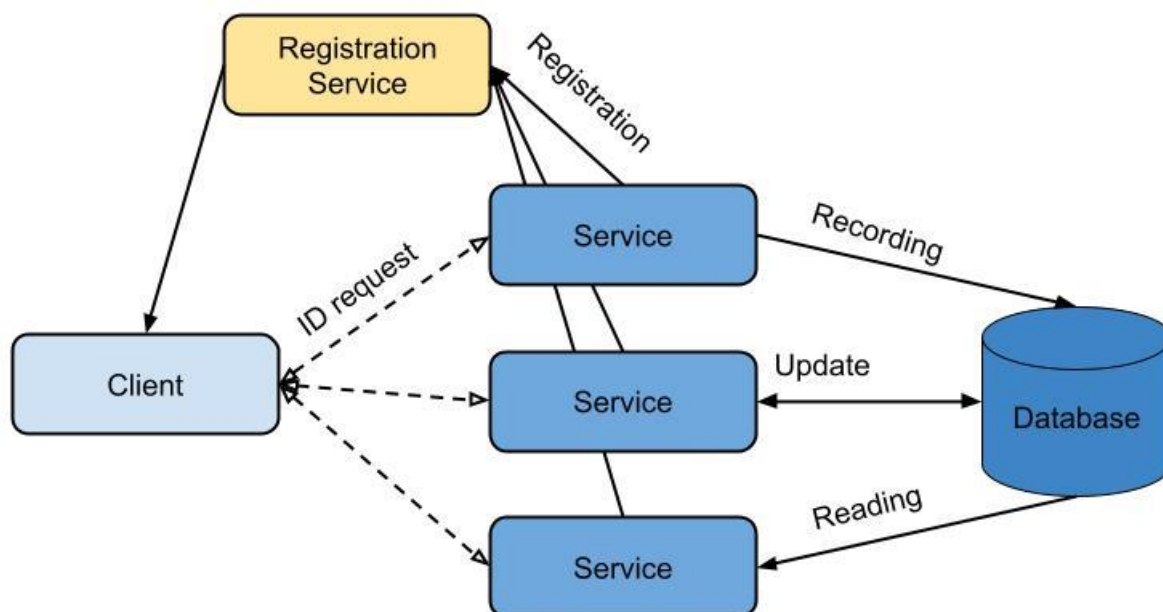 Registration
Service
Registration
Service
Recording
ID request
Client
Service
Update
Database
Service
Reading